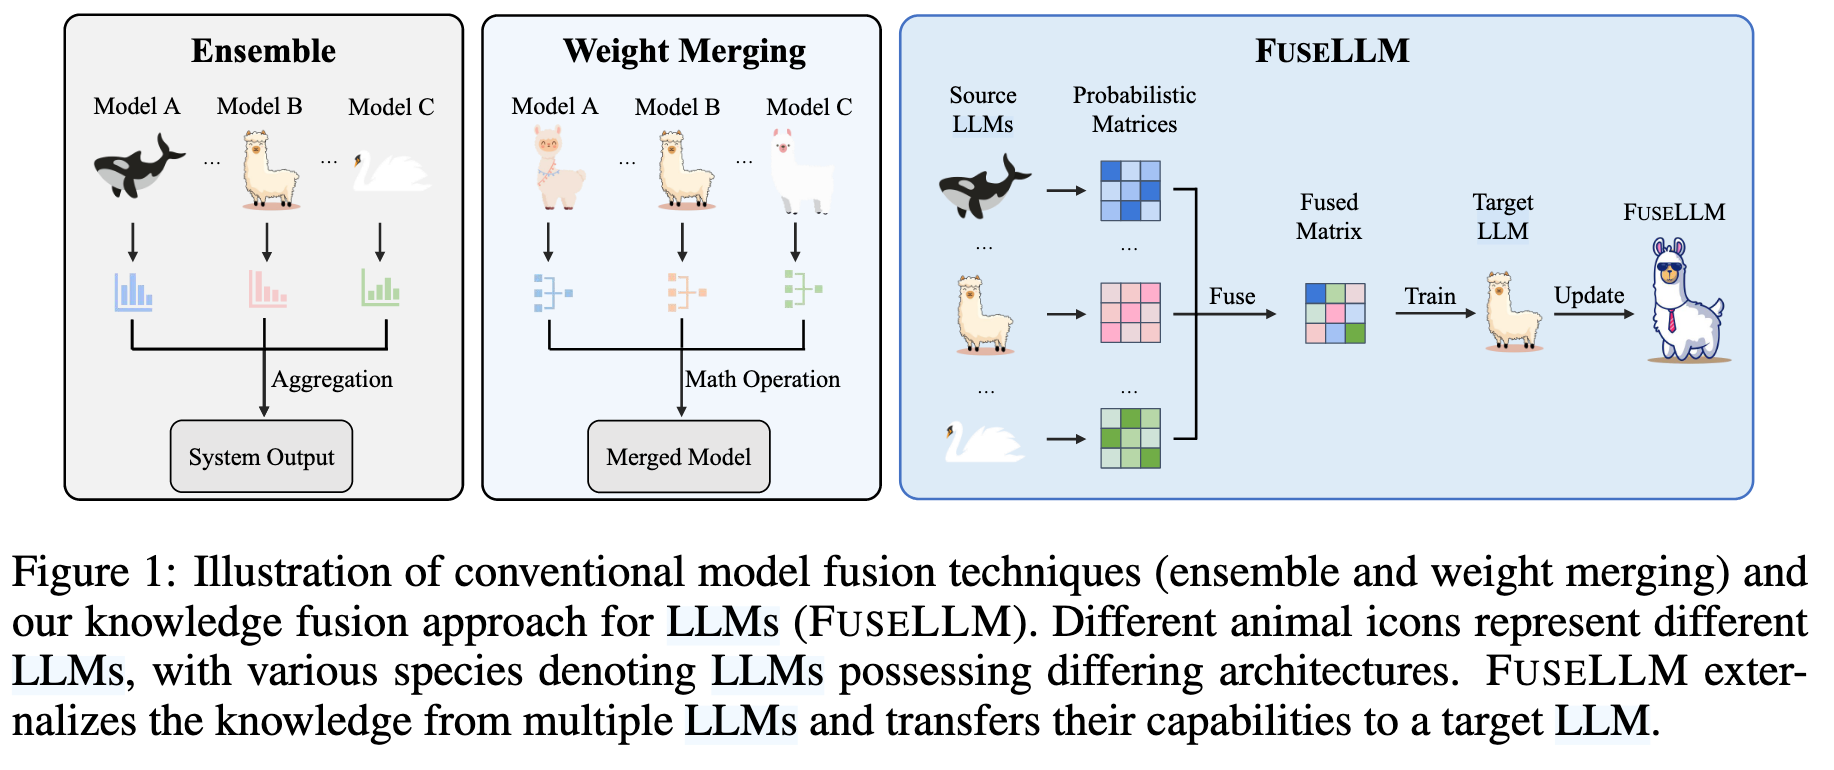 Ensemble
Model A
Model B
Model C
...
...
Aggregation
System Output
Weight Merging
Model A
Model B
Model C
...
...
Math Operation
Merged Model
FUSELLM
Source
LLMs
Probabilistic
Matrices
...
...
...
...
Fuse
Fused
Matrix
Train
Target
LLM
Update
FUSELLM
Figure 1: Illustration of conventional model fusion techniques (ensemble and weight merging) and
our knowledge fusion approach for LLMs (FUSELLM). Different animal icons represent different
LLMs, with various species denoting LLMs possessing differing architectures. FUSELLM exter-
nalizes the knowledge from multiple LLMs and transfers their capabilities to a target LLM.